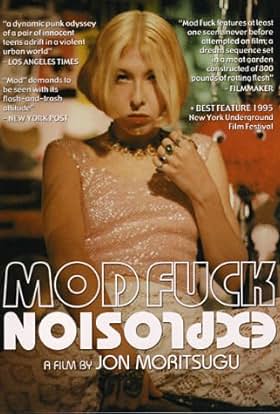 "a dynamic punk odyssey
of a pair of innocent
teens adrift in a violent
urban world"
– LOS ANGELES TIMES
"Mod" demands to
be seen with its
flash-and-trash
attitude"
– NEW YORK POST
"Mod Fuck features at least
one scene never before
attempted on film; a
dream sequence set
in a meat garden
constructed of 800
pounds of rotting flesh"
– FILMMAKER
♦ BEST FEATURE 1995
New York Underground
Film Festival
MOD FUCK
EXPLOSION
A FILM BY JON MORITSUGU